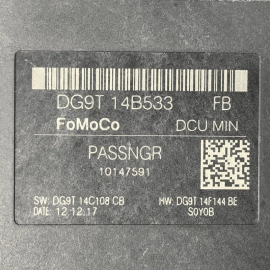 DG9T 14B533 FB
FoMoCo DCU MIN
PASSNGR
10147591
SW: DG9T 14C108 CB HW: DG9T 14F144 BE
DATE: 12.12.17 S0Y0B